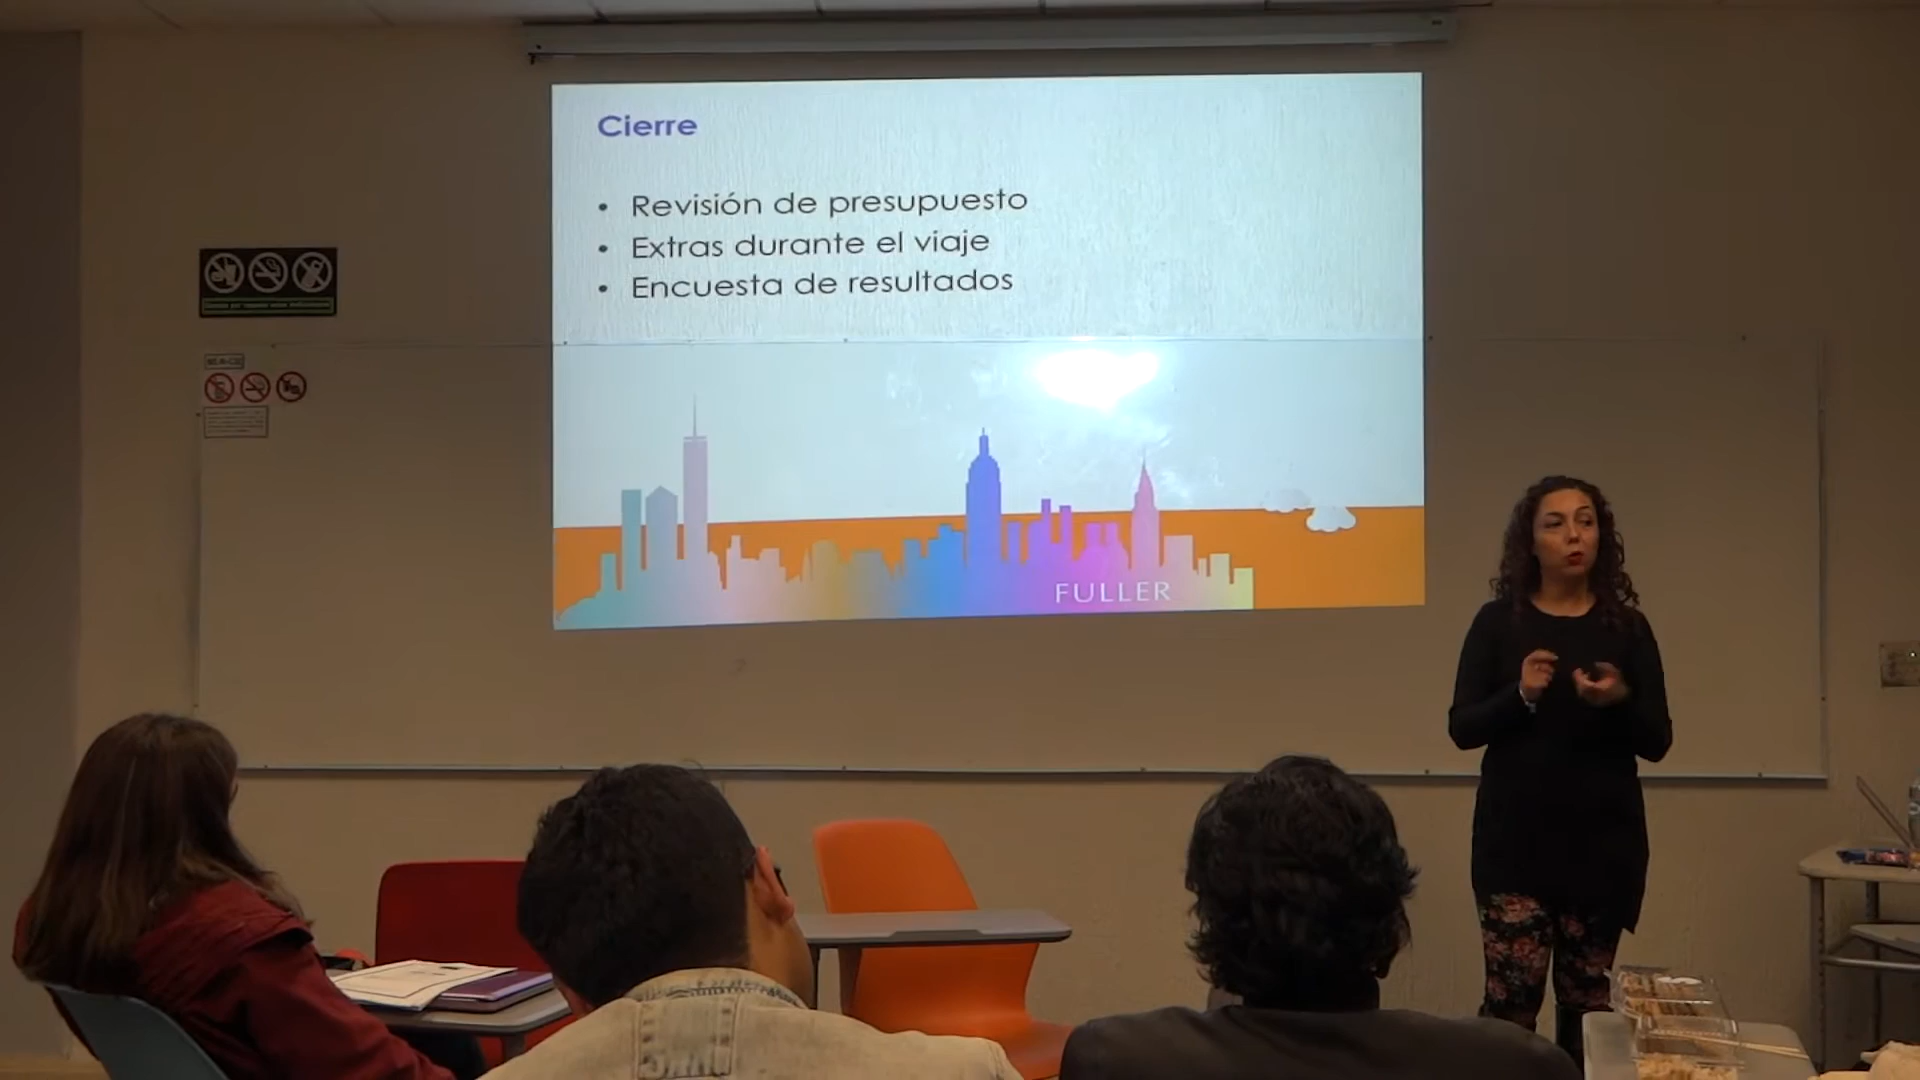 Cierre
• Revisión de presupuesto
• Extras durante el viaje
• Encuesta de resultados
FULLER